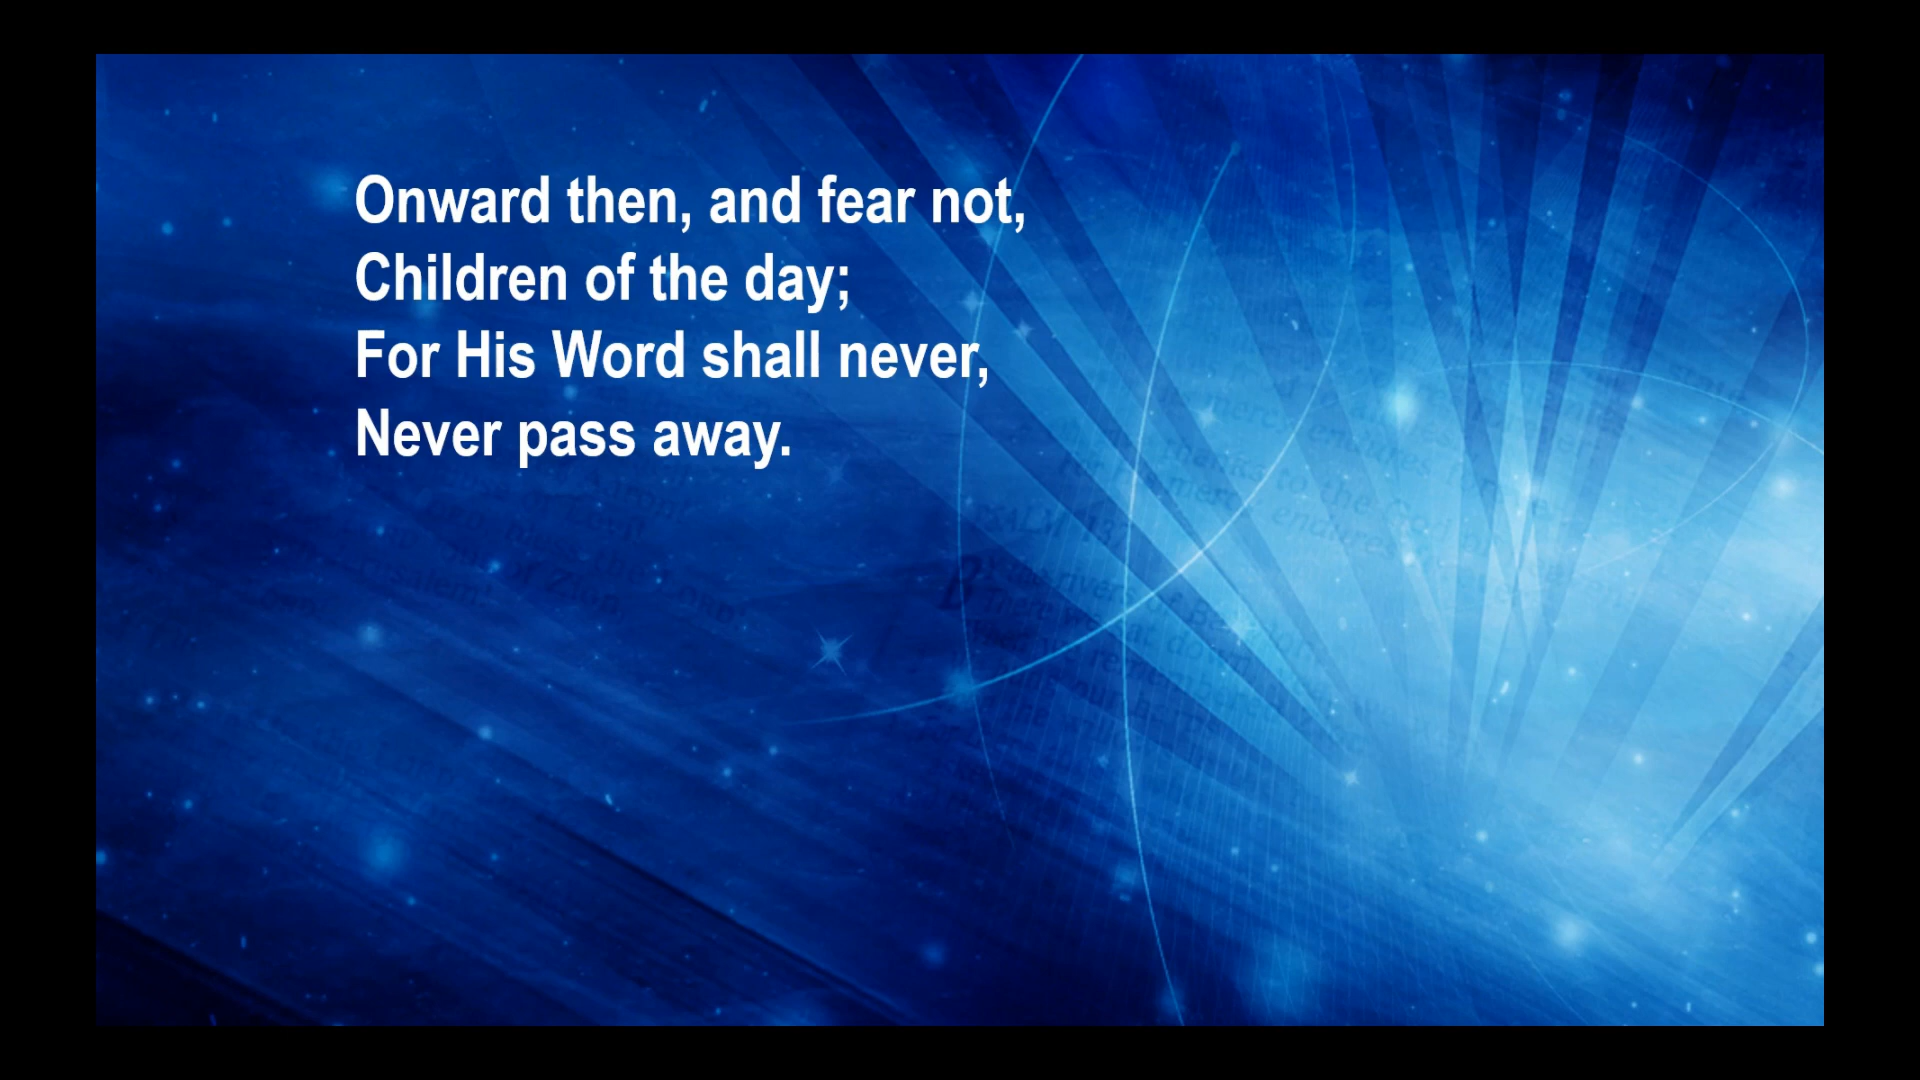 Onward then, and fear not,
Children of the day;
For His Word shall never,
Never pass away.